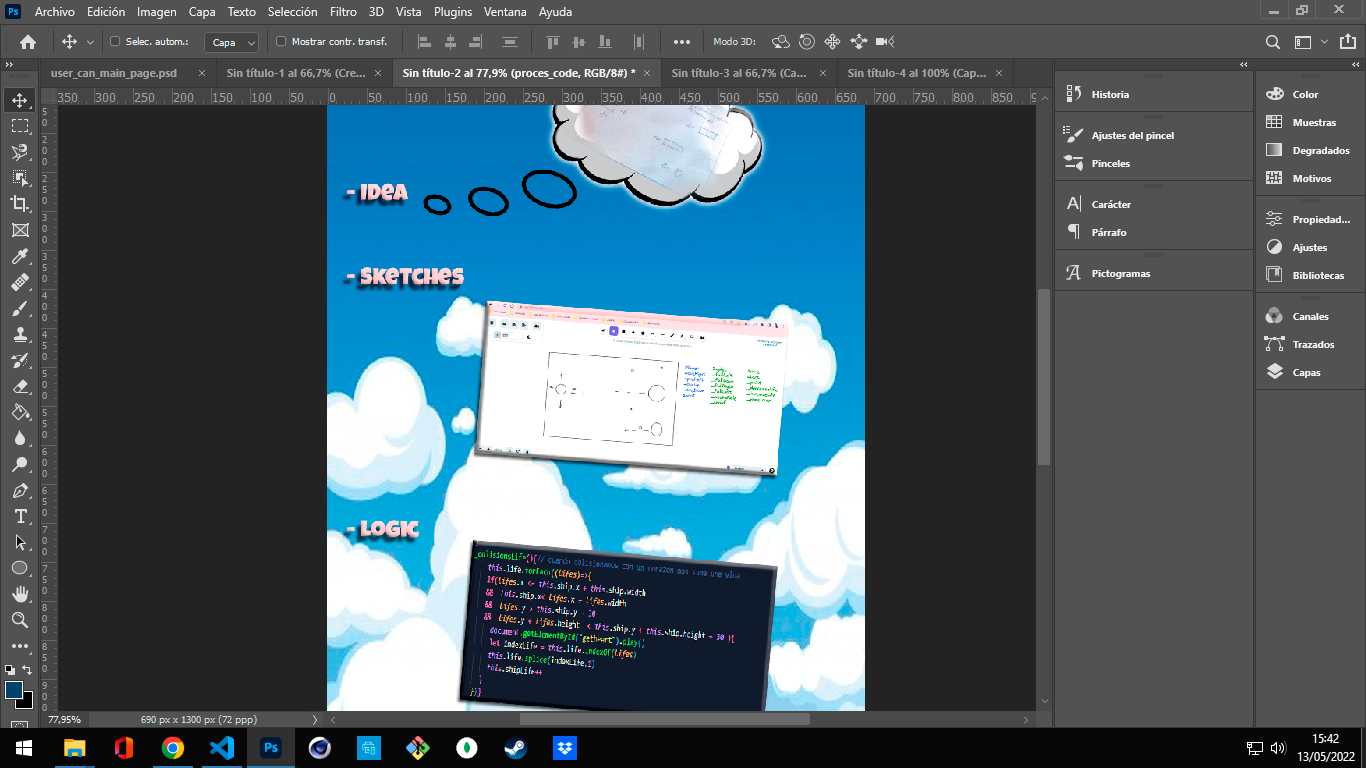 Archivo Edición Imagen Capa Texto Selección Filtro 3D Vista Plugins Ventana Ayuda
Selec. autom.: Capa Mostrar contr. transf. Modo 3D:
user_can_main_page.psd
Sin título-1 al 66,7% (Cre...
Sin título-2 al 77,9% (proces_code, RGB/8#) *
Sin título-3 al 66,7% (Ca...
Sin título-4 al 100% (Cap...
350 300 250 200 150 100 50 0 50 100 150 200 250 300 350 400 450 500 550 600 650 700 750 800 850
- Idea
- Sketches
- Logic
_colisionsLife(){// cuando colisionamos con un corazon nos suma una vida
this.life.forEach((lifes)=>{
if(lifes.x <= this.ship.x + this.ship.width
&& this.ship.x< lifes.x + lifes.width
&& lifes.y > this.ship.y - 30
&& lifes.y + lifes.height < this.ship.y + this.ship.height + 30 ){
document.getElementById("getheart").play()
let indexLife = this.life.indexOf(lifes)
this.life.splice(indexLife,1)
this.shipLife++
}
})}
Historia
Ajustes del pincel
Pinceles
Carácter
Párrafo
Pictogramas
Color
Muestras
Degradados
Motivos
Propiedad...
Ajustes
Bibliotecas
Canales
Trazados
Capas
77,95% 690 px x 1300 px (72 ppp)
15:42
13/05/2022